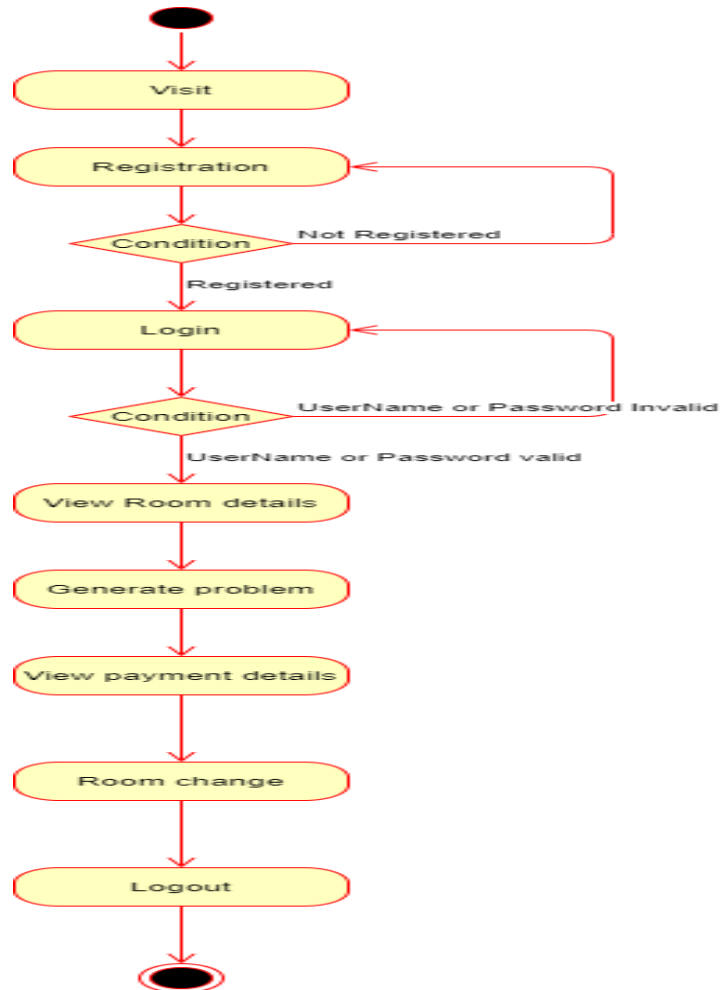 Visit
Registration
Condition
Not Registered
Registered
Login
Condition
UserName or Password Invalid
UserName or Password valid
View Room details
Generate problem
View payment details
Room change
Logout